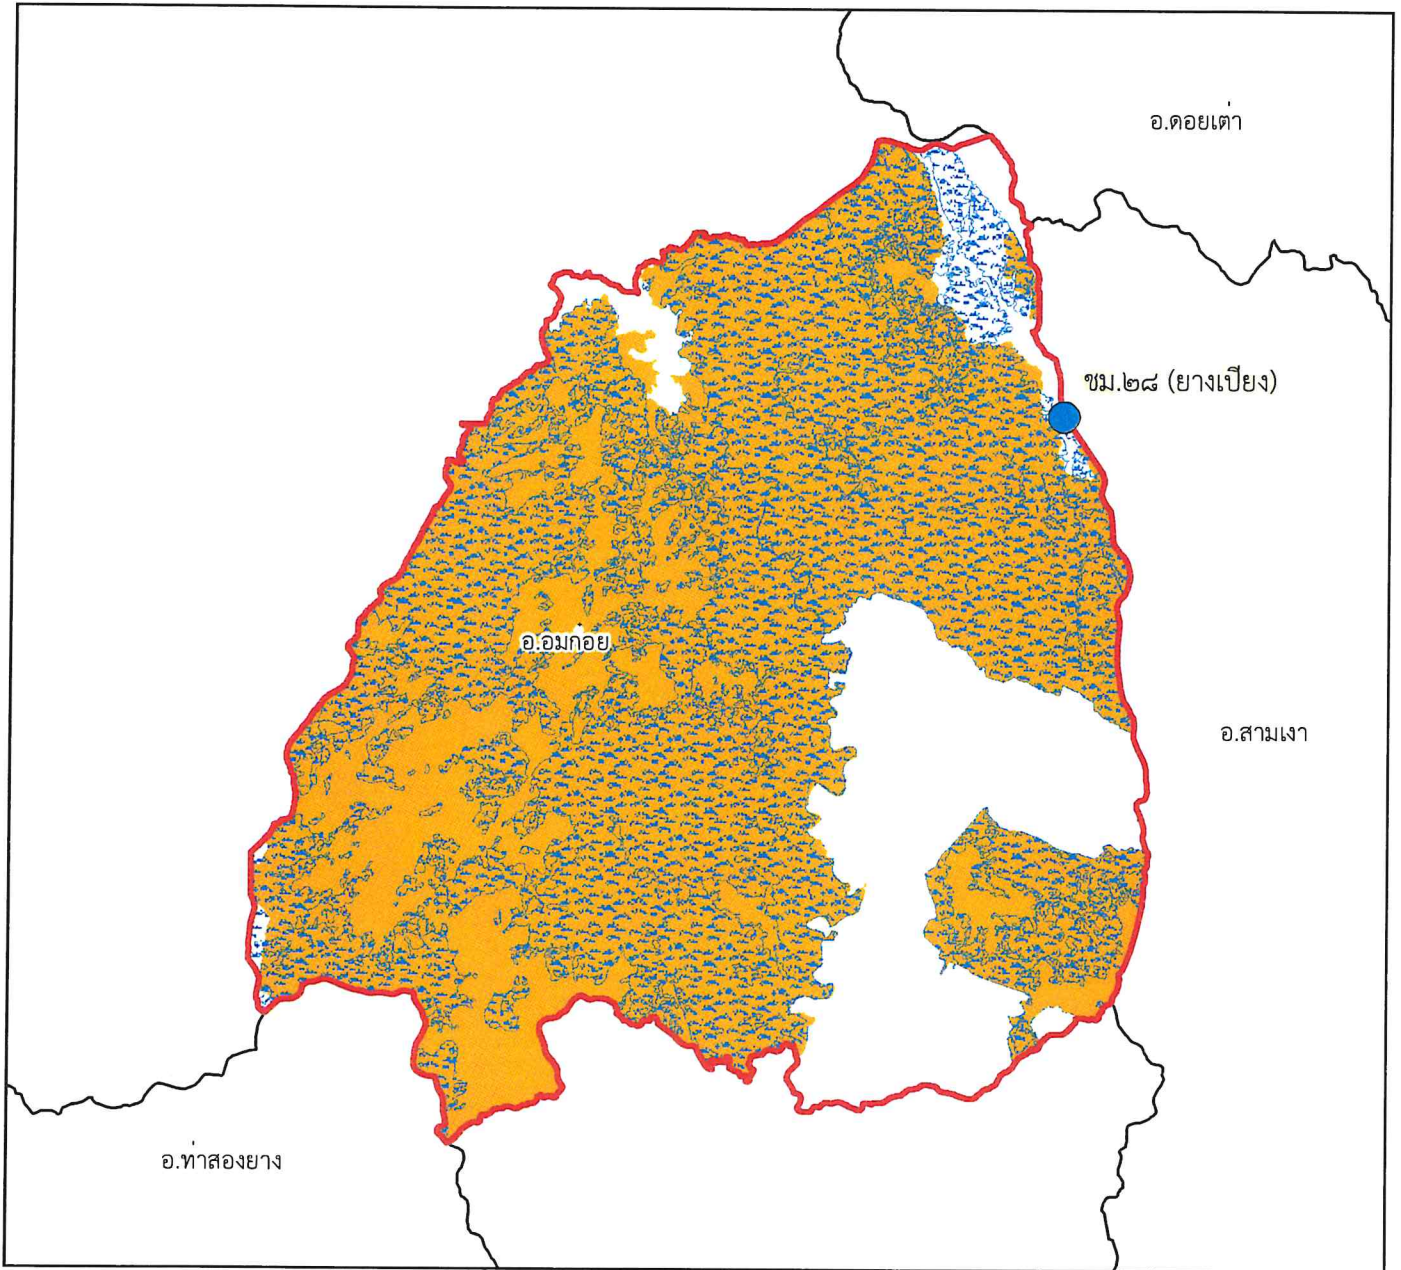 อ.ดอยเต่า
ชม.๒๘ (ยางเปียง)
อ.อมกอย
อ.สามเงา
อ.ท่าสองยาง